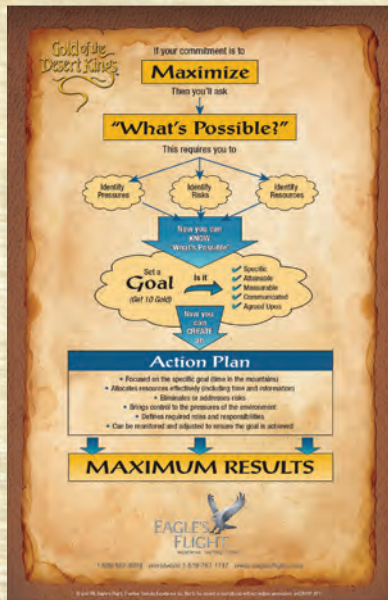 Gold of the
Desert Kings
If your commitment is to
Maximize
Then you'll ask
"What's Possible?"
This requires you to
Identify
Pressures
Identify
Risks
Identify
Resources
Now you can
KNOW
"What's Possible"
Set a
Goal
(Get 10 Gold)
Is it
Specific
Attainable
Measurable
Communicated
Agreed Upon
Now you
can
CREATE
an
Action Plan
• Focused on the specific goal (time in the mountains)
• Allocates resources effectively (including time and information)
• Eliminates or addresses risks
• Brings control to the pressures of the environment
• Defines required roles and responsibilities
• Can be monitored and adjusted to ensure the goal is achieved
MAXIMUM RESULTS
EAGLE'S
FLIGHT